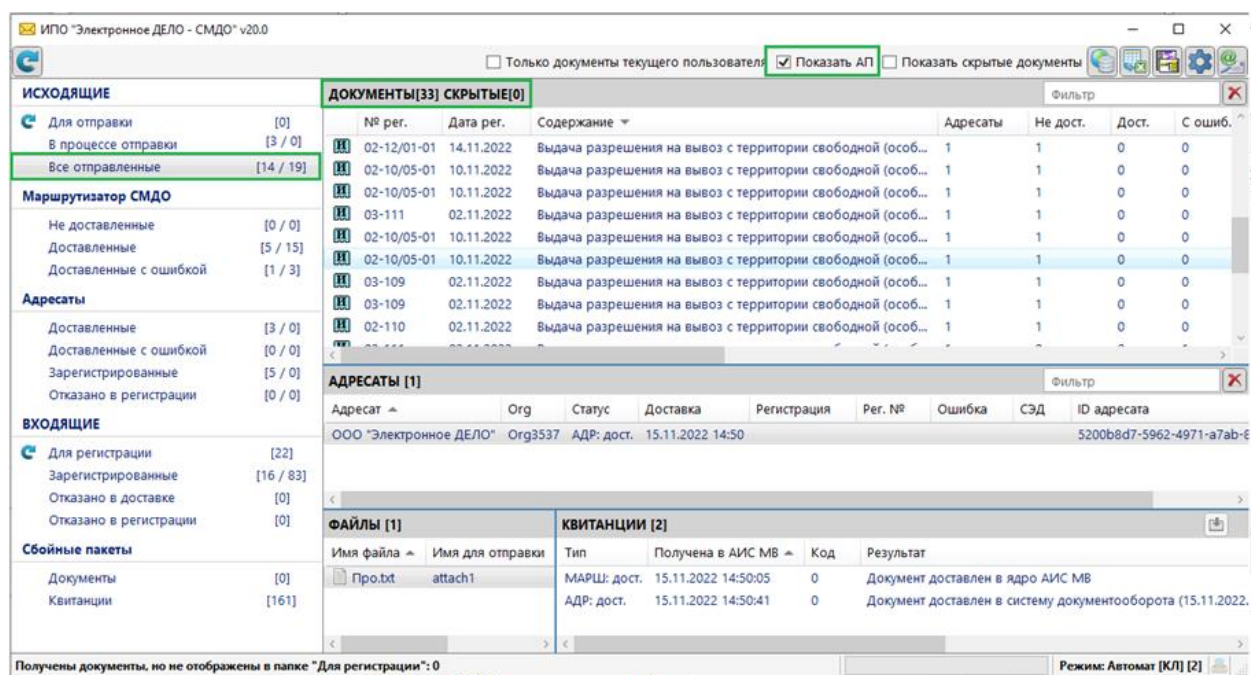 ИПО "Электронное ДЕЛО - СМДО" v20.0
Только документы текущего пользователя Показать АП Показать скрытые документы
ИСХОДЯЩИЕ
Для отправки [0]
В процессе отправки [3 / 0]
Все отправленные [14 / 19]
Маршрутизатор СМДО
Не доставленные [0 / 0]
Доставленные [5 / 15]
Доставленные с ошибкой [1 / 3]
Адресаты
Доставленные [3 / 0]
Доставленные с ошибкой [0 / 0]
Зарегистрированные [5 / 0]
Отказано в регистрации [0 / 0]
ВХОДЯЩИЕ
Для регистрации [22]
Зарегистрированные [16 / 83]
Отказано в доставке [0]
Отказано в регистрации [0]
Сбойные пакеты
Документы [0]
Квитанции [161]
ДОКУМЕНТЫ[33] СКРЫТЫЕ[0] Фильтр
№ рег. Дата рег. Содержание Адресаты Не дост. Дост. С ошиб.
02-12/01-01 14.11.2022 Выдача разрешения на вывоз с территории свободной (особ... 1 1 0 0
02-10/05-01 10.11.2022 Выдача разрешения на вывоз с территории свободной (особ... 1 1 0 0
02-10/05-01 10.11.2022 Выдача разрешения на вывоз с территории свободной (особ... 1 1 0 0
03-111 02.11.2022 Выдача разрешения на вывоз с территории свободной (особ... 1 1 0 0
02-10/05-01 10.11.2022 Выдача разрешения на вывоз с территории свободной (особ... 1 1 0 0
02-10/05-01 10.11.2022 Выдача разрешения на вывоз с территории свободной (особ... 1 1 0 0
03-109 02.11.2022 Выдача разрешения на вывоз с территории свободной (особ... 1 1 0 0
03-109 02.11.2022 Выдача разрешения на вывоз с территории свободной (особ... 1 1 0 0
02-110 02.11.2022 Выдача разрешения на вывоз с территории свободной (особ... 1 1 0 0
АДРЕСАТЫ [1] Фильтр
Адресат Org Статус Доставка Регистрация Рег. № Ошибка СЭД ID адресата
ООО "Электронное ДЕЛО" Org3537 АДР: дост. 15.11.2022 14:50 5200b8d7-5962-4971-a7ab-8
ФАЙЛЫ [1]
Имя файла Имя для отправки
Про.txt attach1
КВИТАНЦИИ [2]
Тип Получена в АИС МВ Код Результат
МАРШ: дост. 15.11.2022 14:50:05 0 Документ доставлен в ядро АИС МВ
АДР: дост. 15.11.2022 14:50:41 0 Документ доставлен в систему документооборота (15.11.2022.
Получены документы, но не отображены в папке "Для регистрации": 0 Режим: Автомат [КЛ] [2]